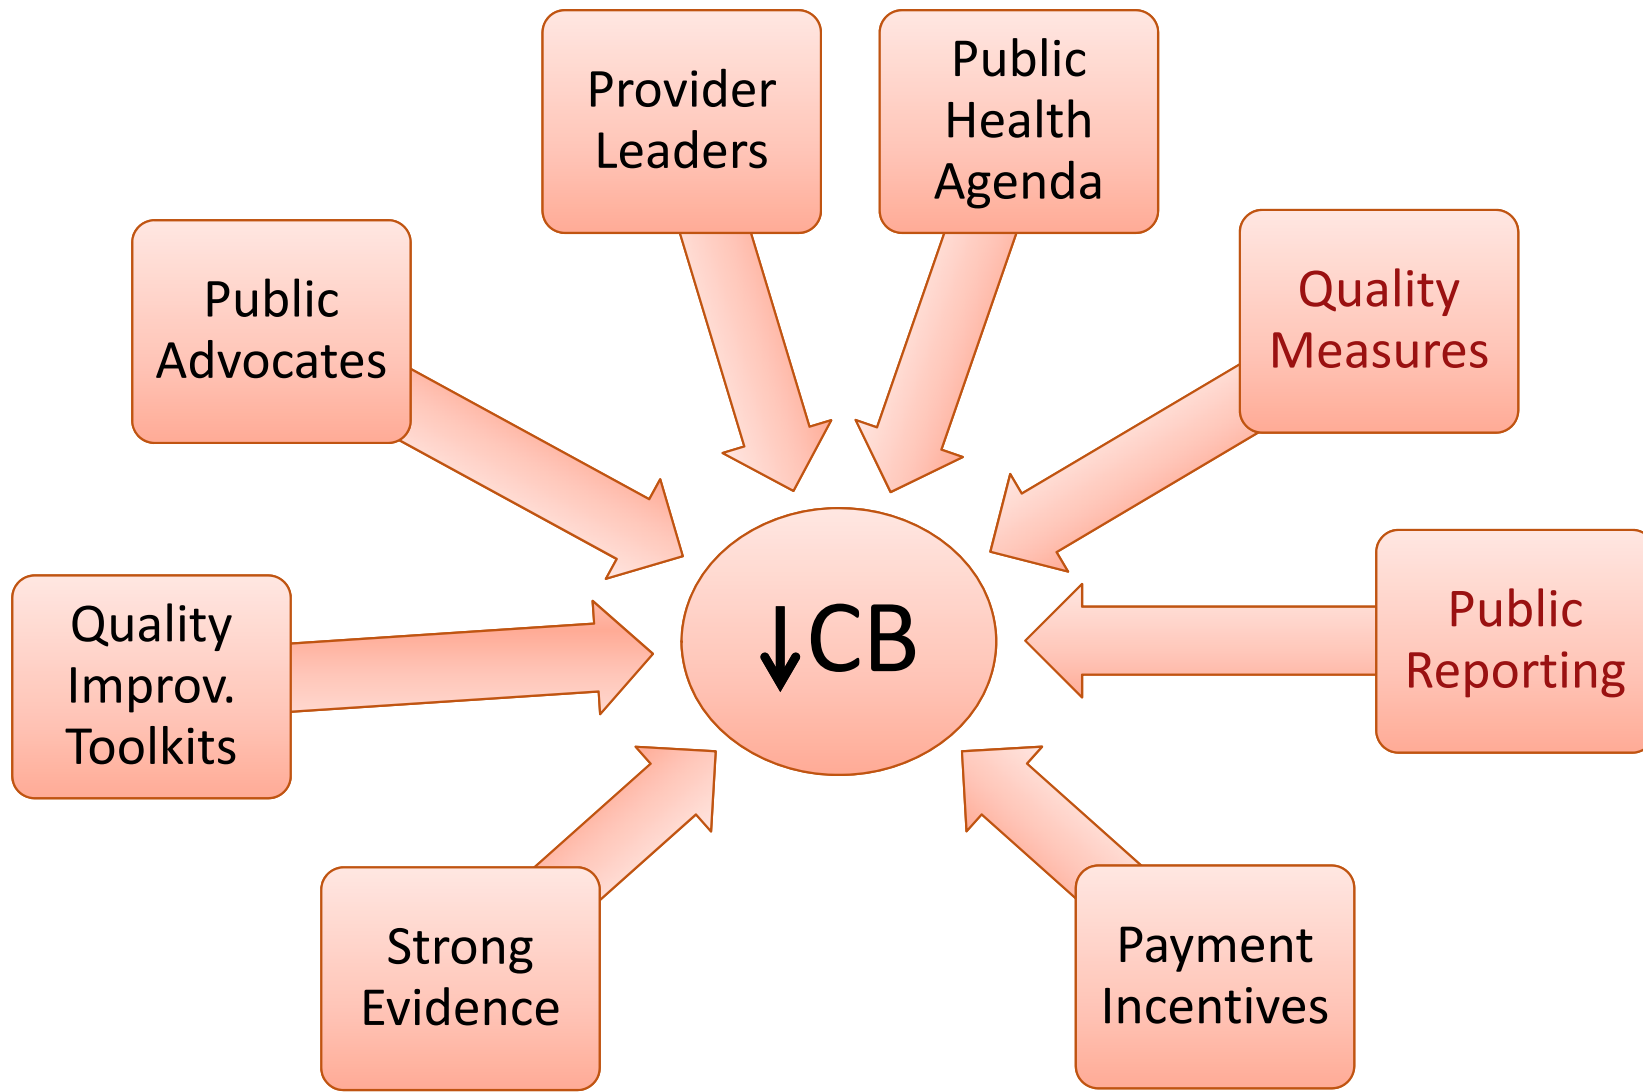 Provider
Leaders
Public
Health
Agenda
Public
Advocates
Quality
Measures
Quality
Improv.
Toolkits
↓CB
Public
Reporting
Strong
Evidence
Payment
Incentives